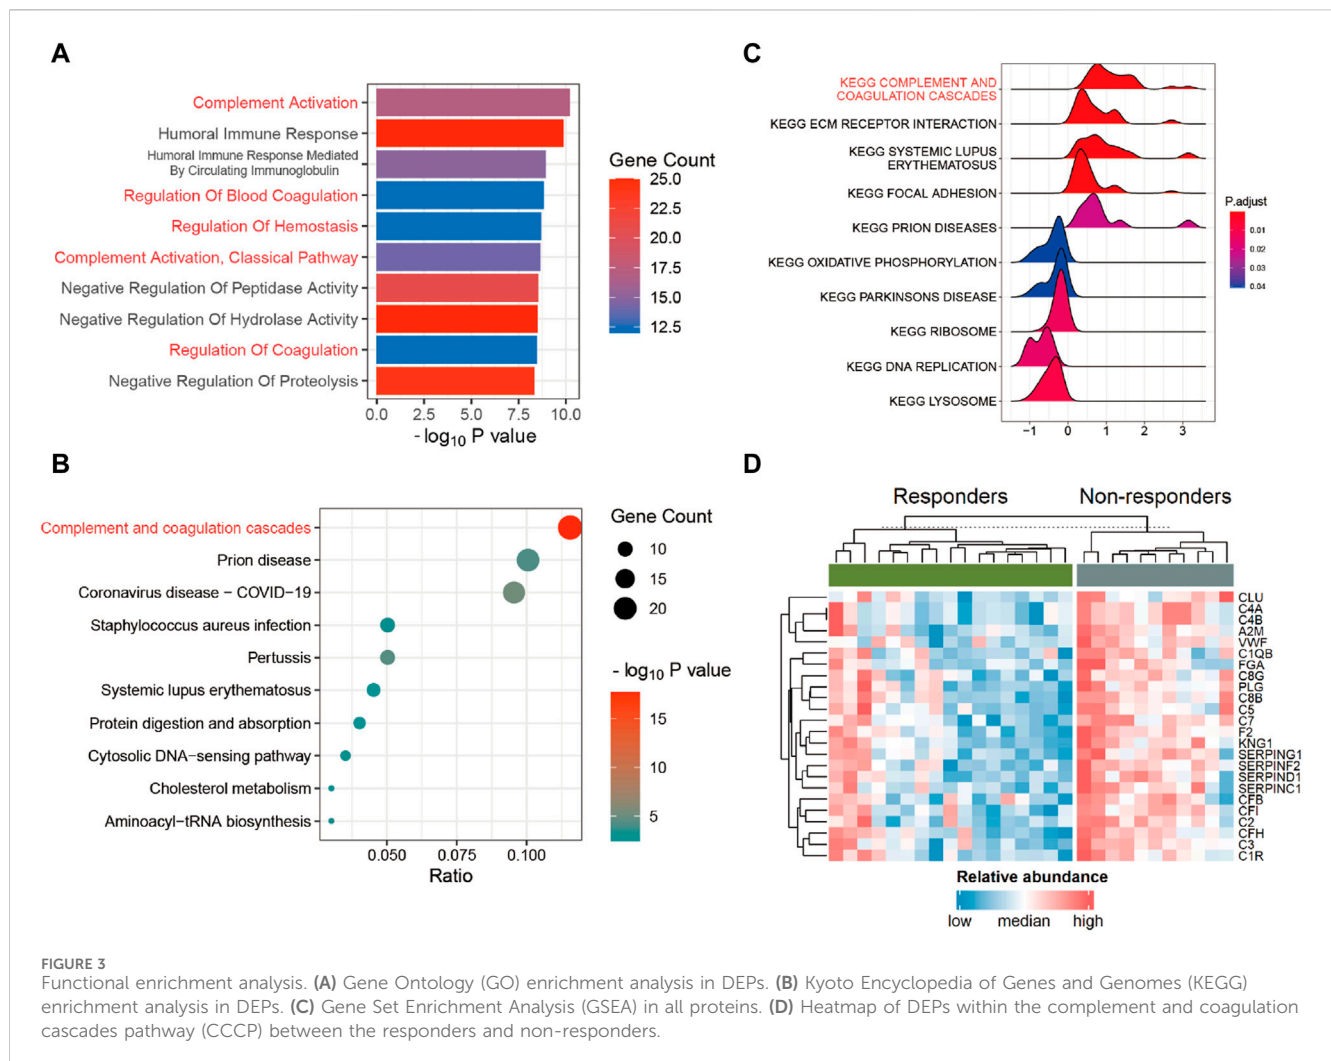 A
Complement Activation
Humoral Immune Response
Humoral Immune Response Mediated
By Circulating Immunoglobulin
Regulation Of Blood Coagulation
Regulation Of Hemostasis
Complement Activation, Classical Pathway
Negative Regulation Of Peptidase Activity
Negative Regulation Of Hydrolase Activity
Regulation Of Coagulation
Negative Regulation Of Proteolysis
0.0 2.5 5.0 7.5 10.0
- log10 P value
Gene Count
25.0
22.5
20.0
17.5
15.0
12.5
B
Complement and coagulation cascades
Prion disease
Coronavirus disease − COVID−19
Staphylococcus aureus infection
Pertussis
Systemic lupus erythematosus
Protein digestion and absorption
Cytosolic DNA−sensing pathway
Cholesterol metabolism
Aminoacyl−tRNA biosynthesis
0.050 0.075 0.100
Ratio
Gene Count
10
15
20
- log10 P value
15
10
5
C
KEGG COMPLEMENT AND
COAGULATION CASCADES
KEGG ECM RECEPTOR INTERACTION
KEGG SYSTEMIC LUPUS
ERYTHEMATOSUS
KEGG FOCAL ADHESION
KEGG PRION DISEASES
KEGG OXIDATIVE PHOSPHORYLATION
KEGG PARKINSONS DISEASE
KEGG RIBOSOME
KEGG DNA REPLICATION
KEGG LYSOSOME
−1 0 1 2 3
P.adjust
0.01
0.02
0.03
0.04
D
Responders Non-responders
CLU
C4A
C4B
A2M
VWF
C1QB
FGA
C8G
PLG
C8B
C5
C7
F2
KNG1
SERPING1
SERPINF2
SERPIND1
SERPINC1
CFB
CFI
C2
CFH
C3
C1R
Relative abundance
low median high
FIGURE 3
Functional enrichment analysis. (A) Gene Ontology (GO) enrichment analysis in DEPs. (B) Kyoto Encyclopedia of Genes and Genomes (KEGG)
enrichment analysis in DEPs. (C) Gene Set Enrichment Analysis (GSEA) in all proteins. (D) Heatmap of DEPs within the complement and coagulation
cascades pathway (CCCP) between the responders and non-responders.